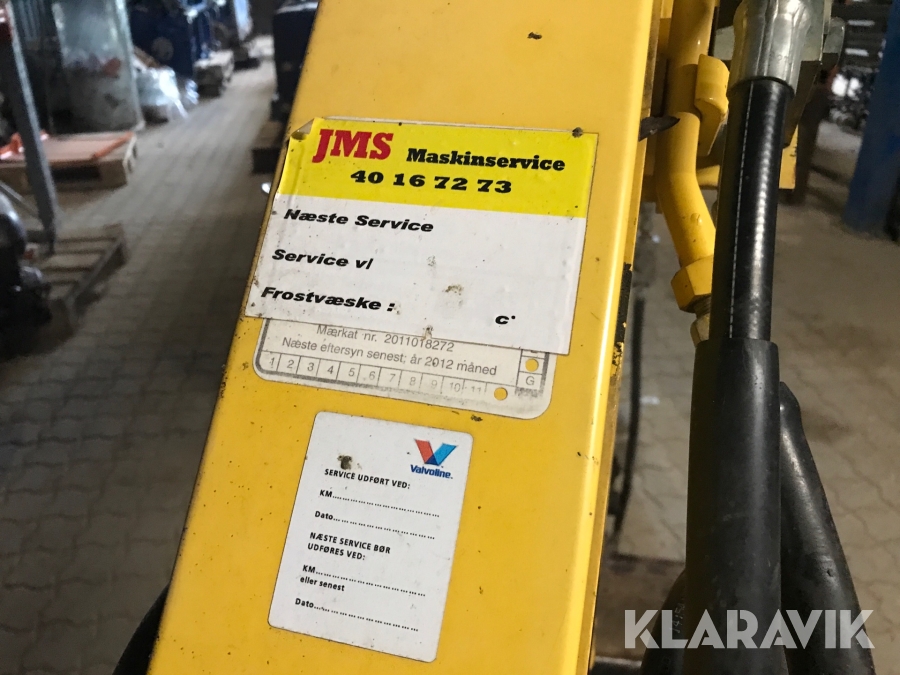 JMS Maskinservice
40 16 72 73
Næste Service
Service v/
Frostvæske :
c°
Mærkat nr. 2011018272
Næste eftersyn senest: år 2012 måned
1 2 3 4 5 6 7 8 9 10 11
G
Valvoline™
SERVICE UDFØRT VED:
KM........................................
Dato........................................
NÆSTE SERVICE BØR
UDFØRES VED:
KM........................................
eller senest
Dato........................................
KLARAVIK